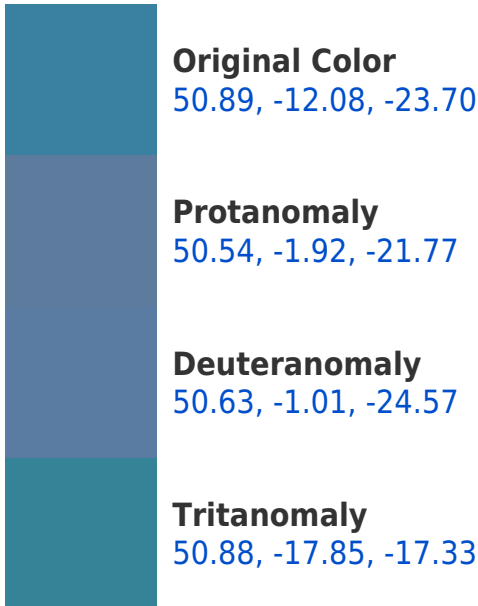 Original Color
50.89, -12.08, -23.70
Protanomaly
50.54, -1.92, -21.77
Deuteranomaly
50.63, -1.01, -24.57
Tritanomaly
50.88, -17.85, -17.33